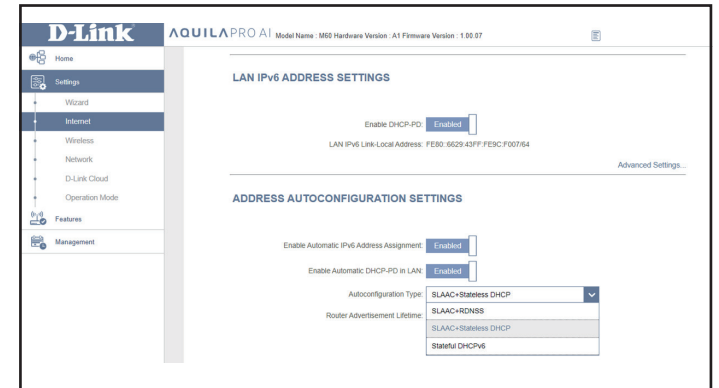 D-Link
AQUILA PRO AI Model Name : M60 Hardware Version : A1 Firmware Version : 1.00.07
Home
Settings
Wizard
Internet
Wireless
Network
D-Link Cloud
Operation Mode
Features
Management
LAN IPv6 ADDRESS SETTINGS
Enable DHCP-PD: Enabled
LAN IPv6 Link-Local Address: FE80::6629:43FF:FE9C:F007/64
Advanced Settings...
ADDRESS AUTOCONFIGURATION SETTINGS
Enable Automatic IPv6 Address Assignment: Enabled
Enable Automatic DHCP-PD in LAN: Enabled
Autoconfiguration Type: SLAAC+Stateless DHCP
Router Advertisement Lifetime: SLAAC+RDNSS
SLAAC+Stateless DHCP
Stateful DHCPv6